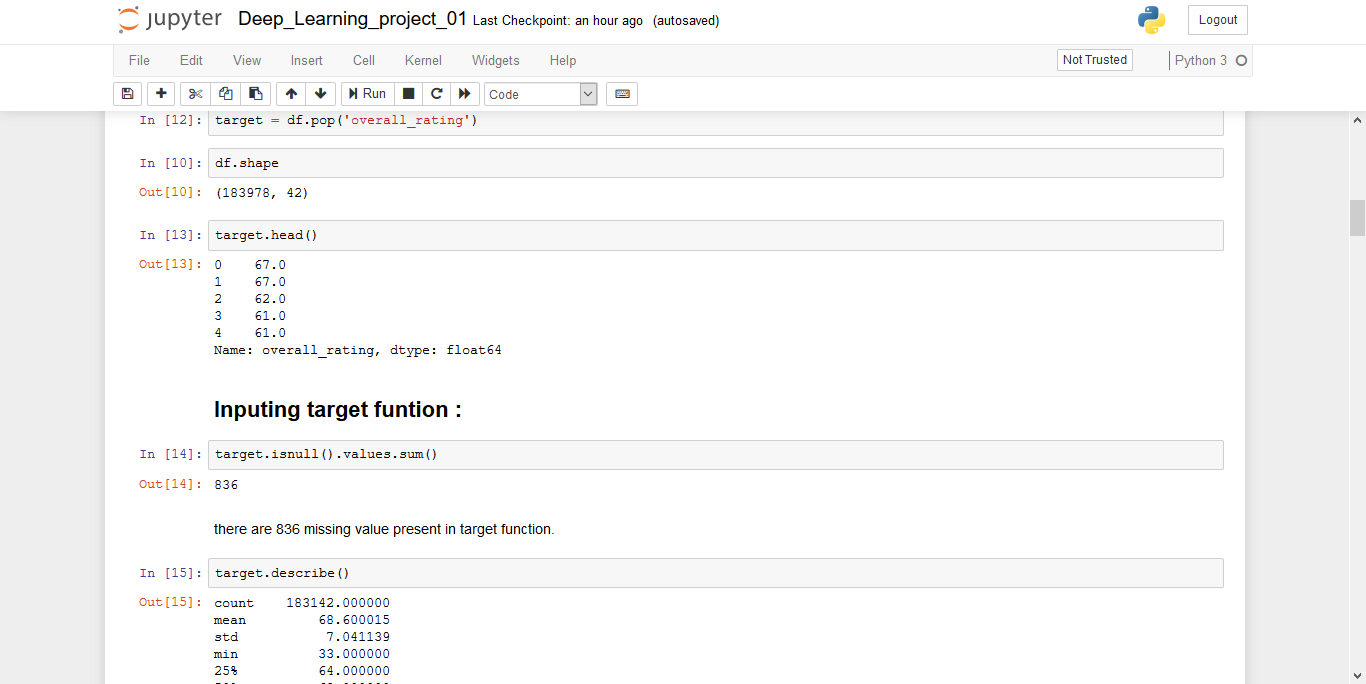 jupyter Deep_Learning_project_01 Last Checkpoint: an hour ago (autosaved)
Logout
File Edit View Insert Cell Kernel Widgets Help
Not Trusted
Python 3
Run
Code
In [12]: target = df.pop('overall_rating')
In [10]: df.shape
Out[10]: (183978, 42)
In [13]: target.head()
Out[13]: 0 67.0
1 67.0
2 62.0
3 61.0
4 61.0
Name: overall_rating, dtype: float64
Inputing target funtion :
In [14]: target.isnull().values.sum()
Out[14]: 836
there are 836 missing value present in target function.
In [15]: target.describe()
Out[15]: count 183142.000000
mean 68.600015
std 7.041139
min 33.000000
25% 64.000000